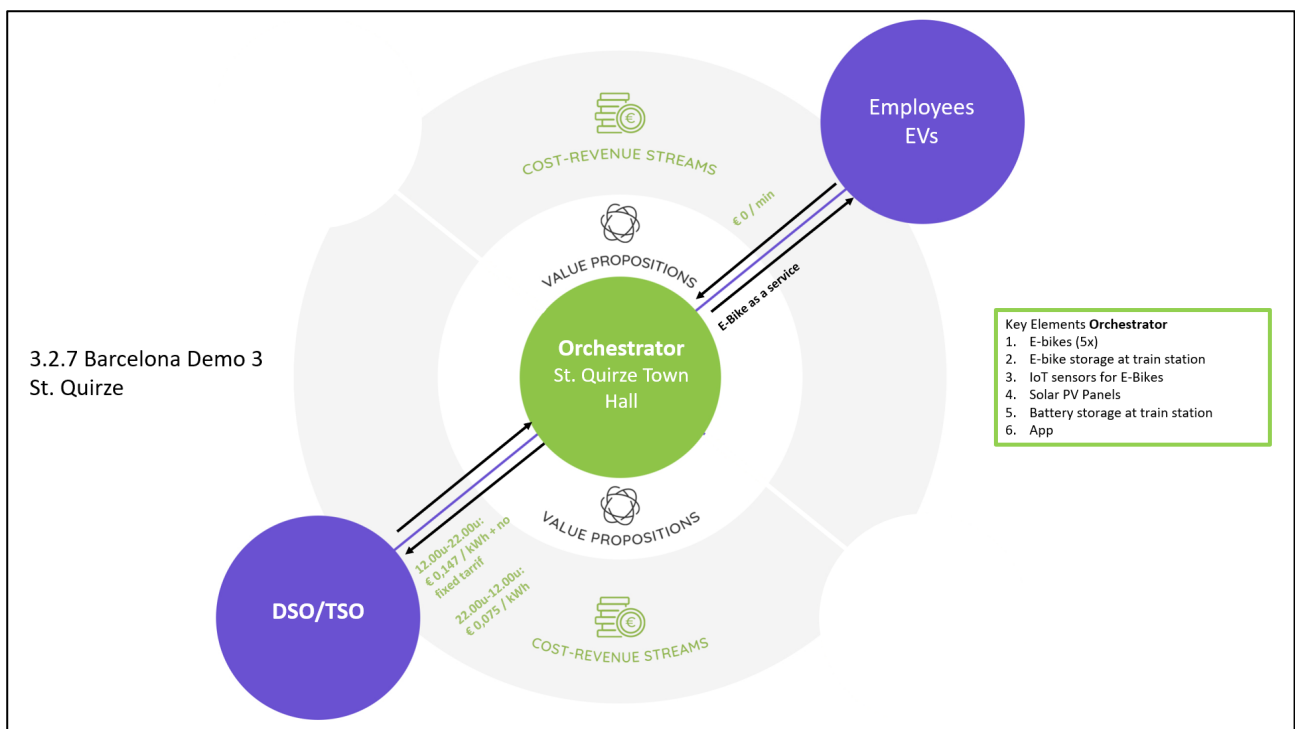 Employees
EVs
COST-REVENUE STREAMS
€ 0 / min
VALUE PROPOSITIONS
E-Bike as a service
3.2.7 Barcelona Demo 3
St. Quirze
Orchestrator
St. Quirze Town
Hall
Key Elements Orchestrator
1. E-bikes (5x)
2. E-bike storage at train station
3. IoT sensors for E-Bikes
4. Solar PV Panels
5. Battery storage at train station
6. App
VALUE PROPOSITIONS
12.00u-22.00u:
€ 0,147 / kWh + no
fixed tarrif
22.00u-12.00u:
€ 0,075 / kWh
DSO/TSO
COST-REVENUE STREAMS